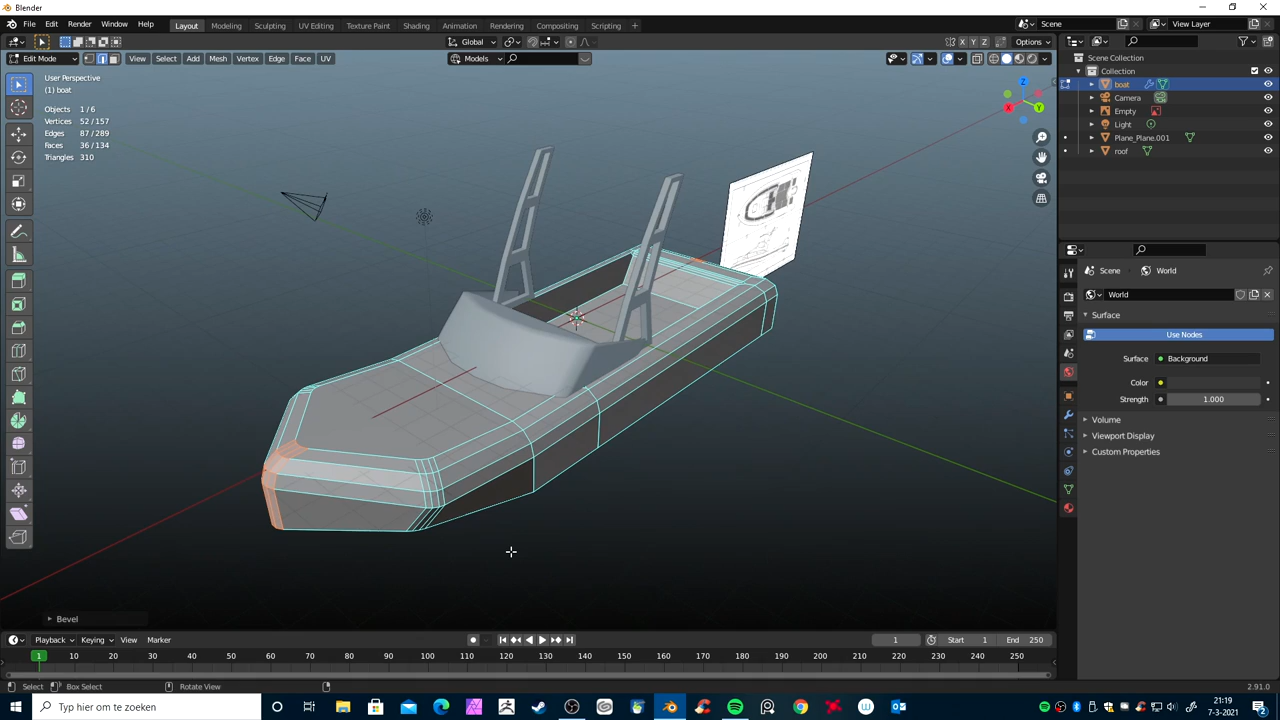 Blender
File Edit Render Window Help Layout Modeling Sculpting UV Editing Texture Paint Shading Animation Rendering Compositing Scripting + Scene View Layer
Global X Y Z Options
Edit Mode View Select Add Mesh Vertex Edge Face UV Models
User Perspective
(1) boat
Objects 1 / 6
Vertices 52 / 157
Edges 87 / 289
Faces 36 / 134
Triangles 310
Z
X Y
Scene Collection
Collection
boat
Camera
Empty
Light
Plane_Plane.001
roof
Scene World
World
Surface
Use Nodes
Surface Background
Color
Strength 1.000
Volume
Viewport Display
Custom Properties
Bevel
Playback Keying View Marker 1 Start 1 End 250
1 10 20 30 40 50 60 70 80 90 100 110 120 130 140 150 160 170 180 190 200 210 220 230 240 250
Select Box Select Rotate View 2.91.0
Typ hier om te zoeken
21:19
7-3-2021